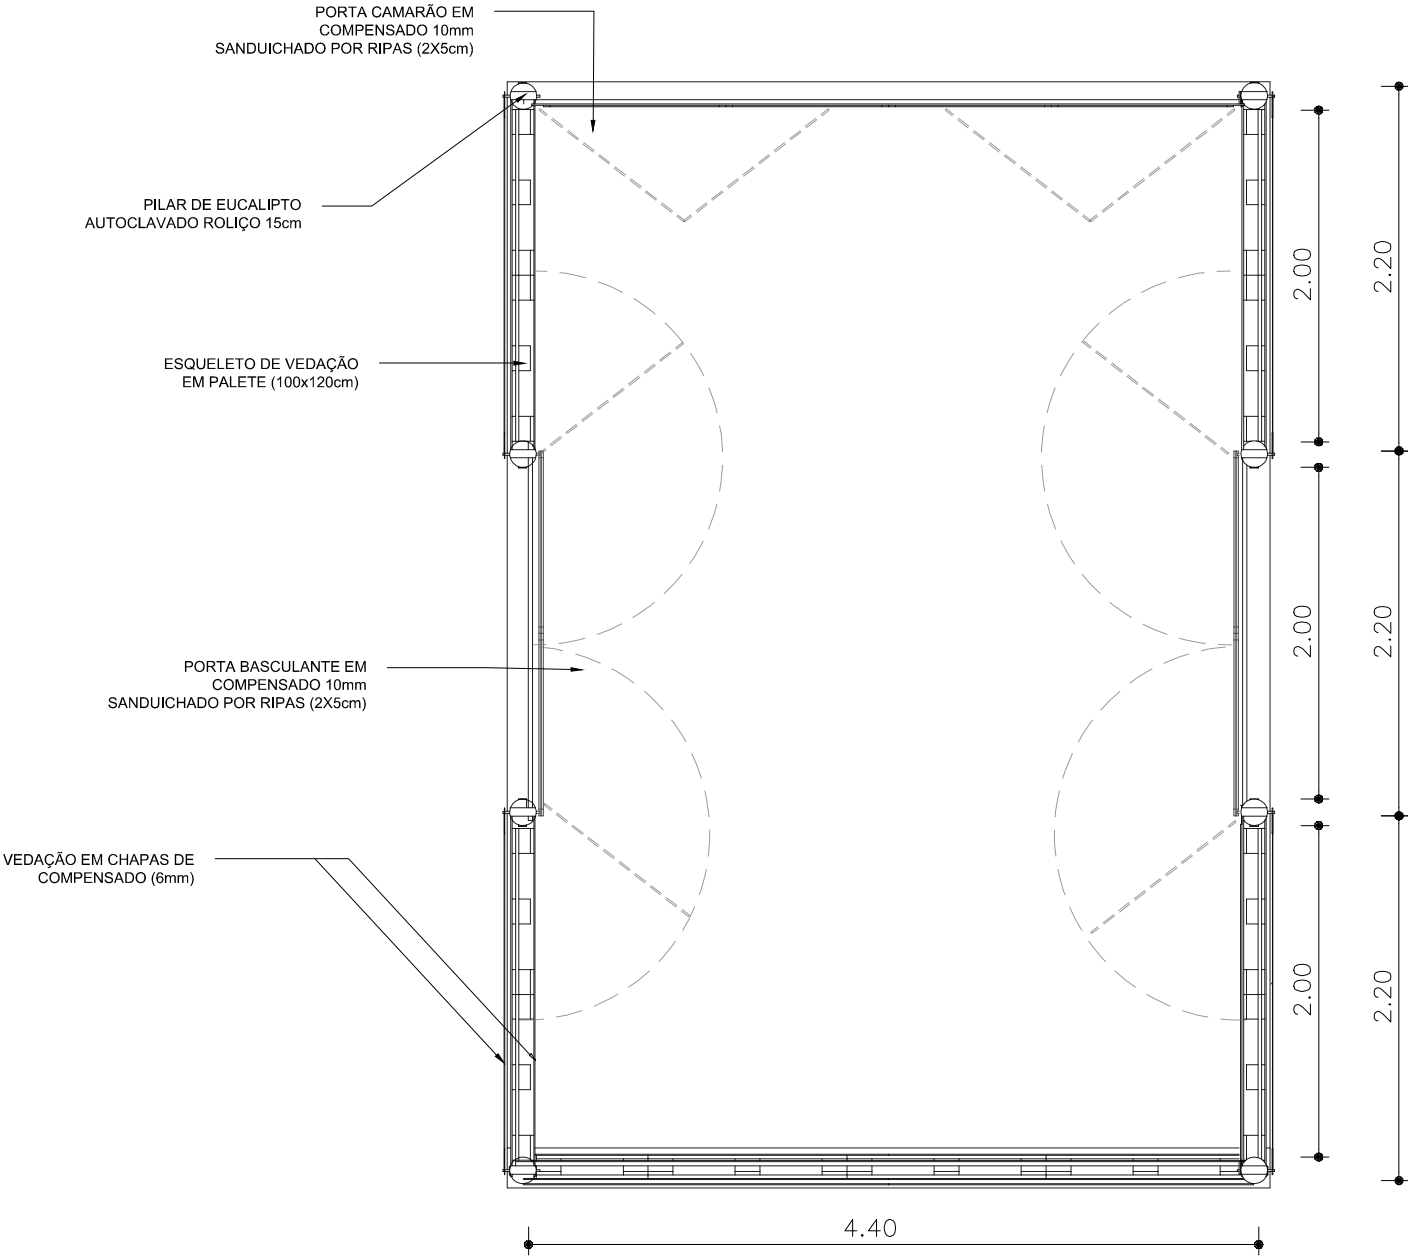 PORTA CAMARÃO EM
COMPENSADO 10mm
SANDUICHADO POR RIPAS (2X5cm)
PILAR DE EUCALIPTO
AUTOCLAVADO ROLIÇO 15cm
2.00
2.20
ESQUELETO DE VEDAÇÃO
EM PALETE (100x120cm)
2.00
2.20
PORTA BASCULANTE EM
COMPENSADO 10mm
SANDUICHADO POR RIPAS (2X5cm)
VEDAÇÃO EM CHAPAS DE
COMPENSADO (6mm)
2.00
2.20
4.40